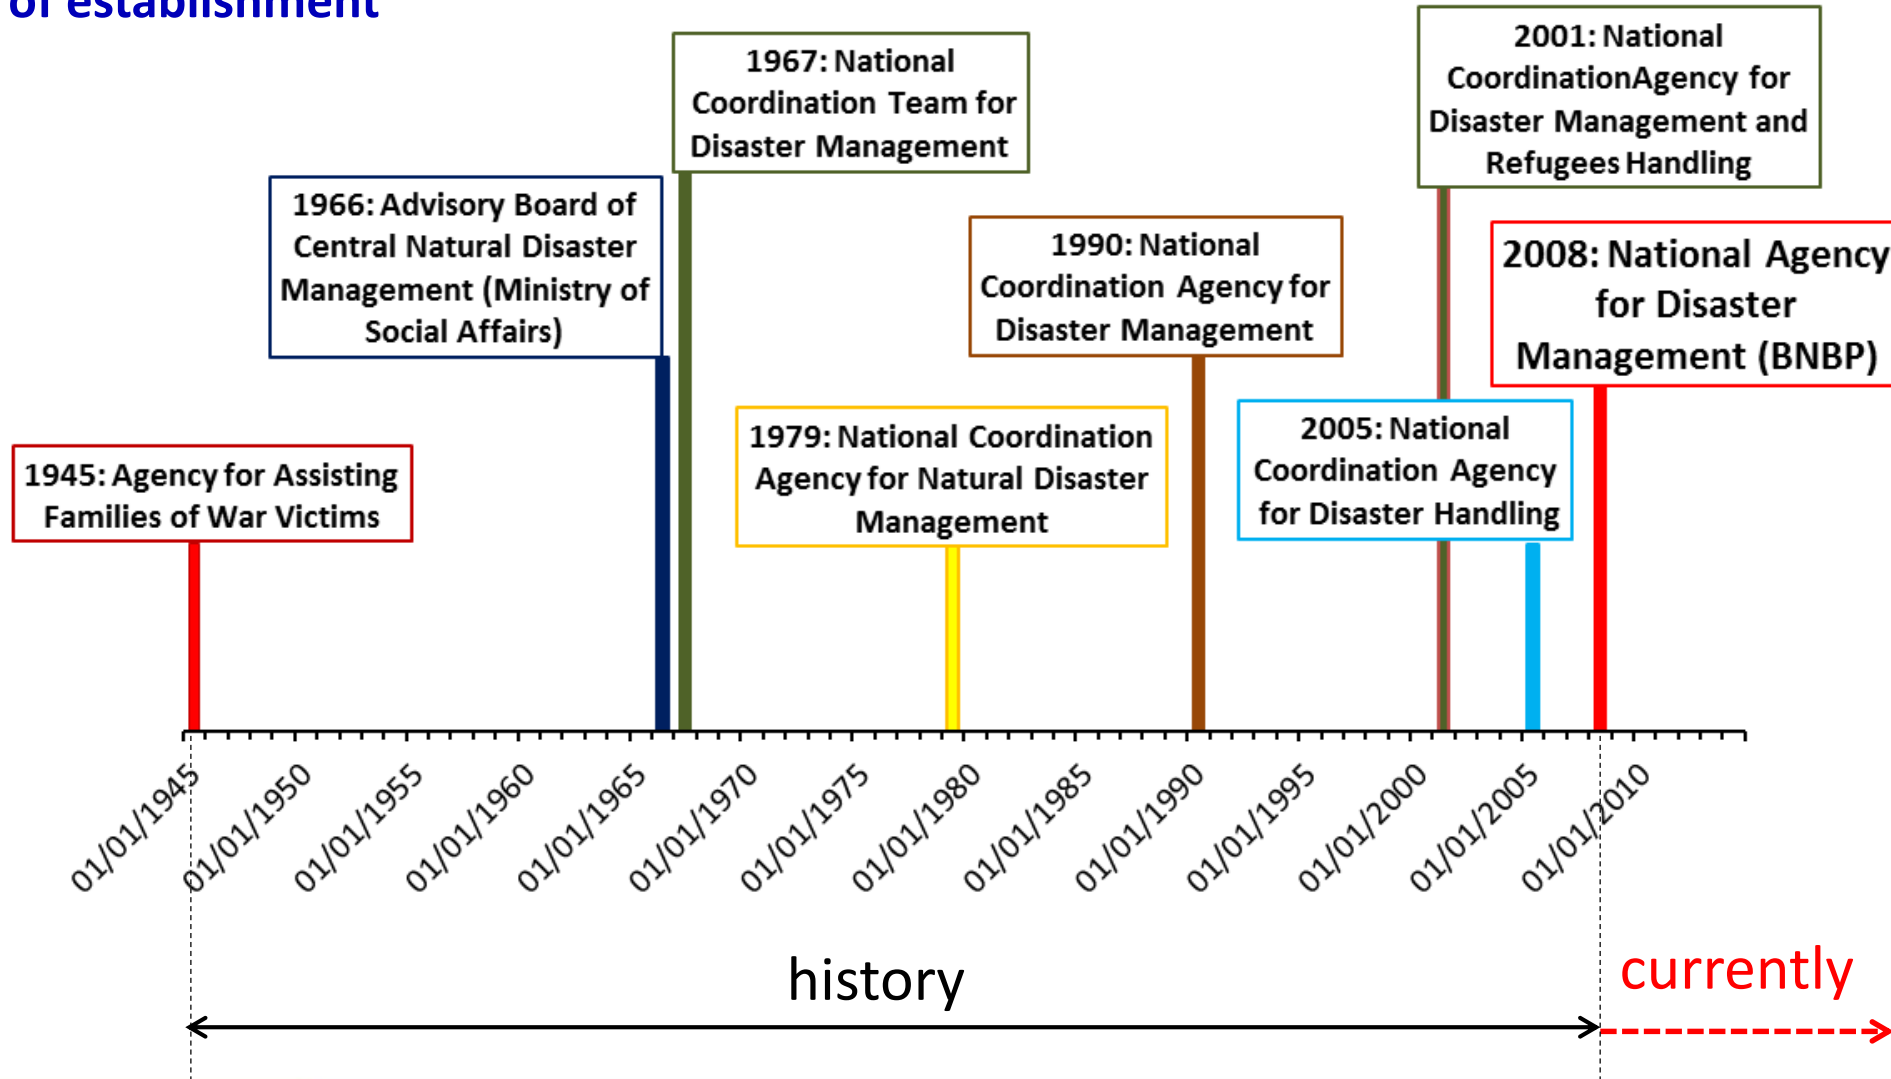 of establishment
1967: National
Coordination Team for
Disaster Management
2001: National
CoordinationAgency for
Disaster Management and
Refugees Handling
1966: Advisory Board of
Central Natural Disaster
Management (Ministry of
Social Affairs)
1990: National
Coordination Agency for
Disaster Management
2008: National Agency
for Disaster
Management (BNBP)
1979: National Coordination
Agency for Natural Disaster
Management
2005: National
Coordination Agency
for Disaster Handling
1945: Agency for Assisting
Families of War Victims
01/01/1945
01/01/1950
01/01/1955
01/01/1960
01/01/1965
01/01/1970
01/01/1975
01/01/1980
01/01/1985
01/01/1990
01/01/1995
01/01/2000
01/01/2005
01/01/2010
history
currently